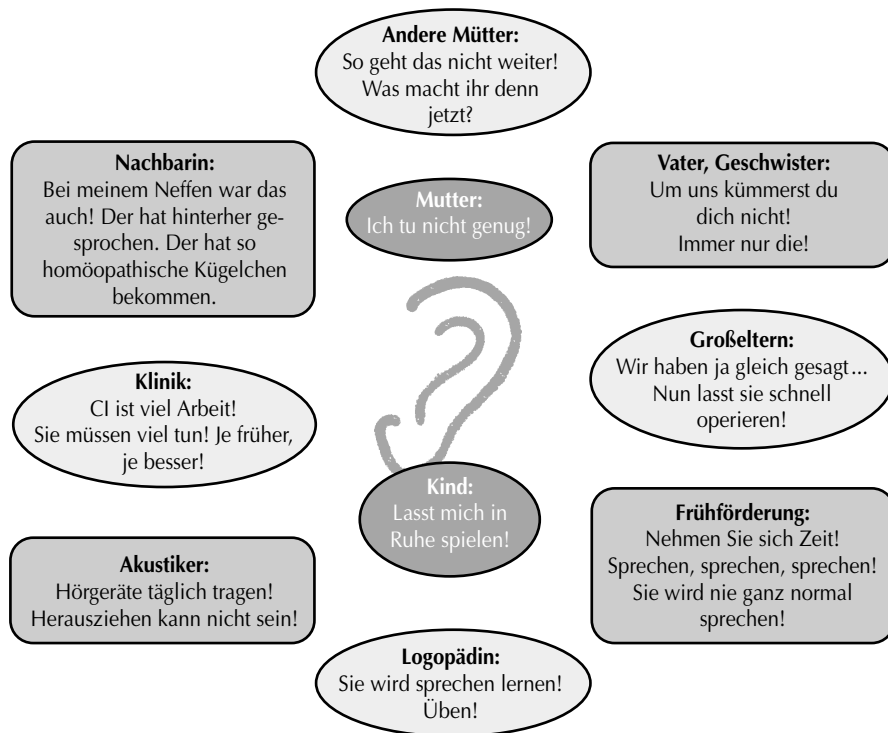 Andere Mütter:
So geht das nicht weiter!
Was macht ihr denn
jetzt?
Nachbarin:
Bei meinem Neffen war das
auch! Der hat hinterher ge-
sprochen. Der hat so
homöopathische Kügelchen
bekommen.
Mutter:
Ich tu nicht genug!
Vater, Geschwister:
Um uns kümmerst du
dich nicht!
Immer nur die!
Klinik:
CI ist viel Arbeit!
Sie müssen viel tun! Je früher,
je besser!
Großeltern:
Wir haben ja gleich gesagt...
Nun lasst sie schnell
operieren!
Kind:
Lasst mich in
Ruhe spielen!
Akustiker:
Hörgeräte täglich tragen!
Herausziehen kann nicht sein!
Frühförderung:
Nehmen Sie sich Zeit!
Sprechen, sprechen, sprechen!
Sie wird nie ganz normal
sprechen!
Logopädin:
Sie wird sprechen lernen!
Üben!